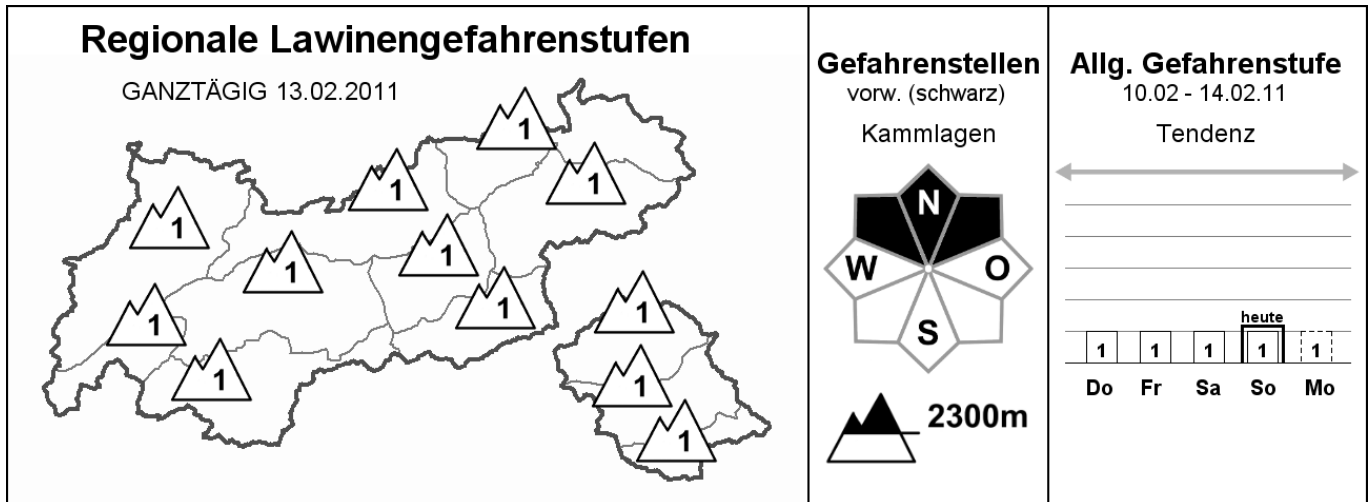 Regionale Lawinengefahrenstufen
GANZTÄGIG 13.02.2011
1
1
1
1
1
1
1
1
1
1
1
1
Gefahrenstellen
vorw. (schwarz)
Kammlagen
N
W O
S
2300m
Allg. Gefahrenstufe
10.02 - 14.02.11
Tendenz
heute
1 1 1 1 1
Do Fr Sa So Mo